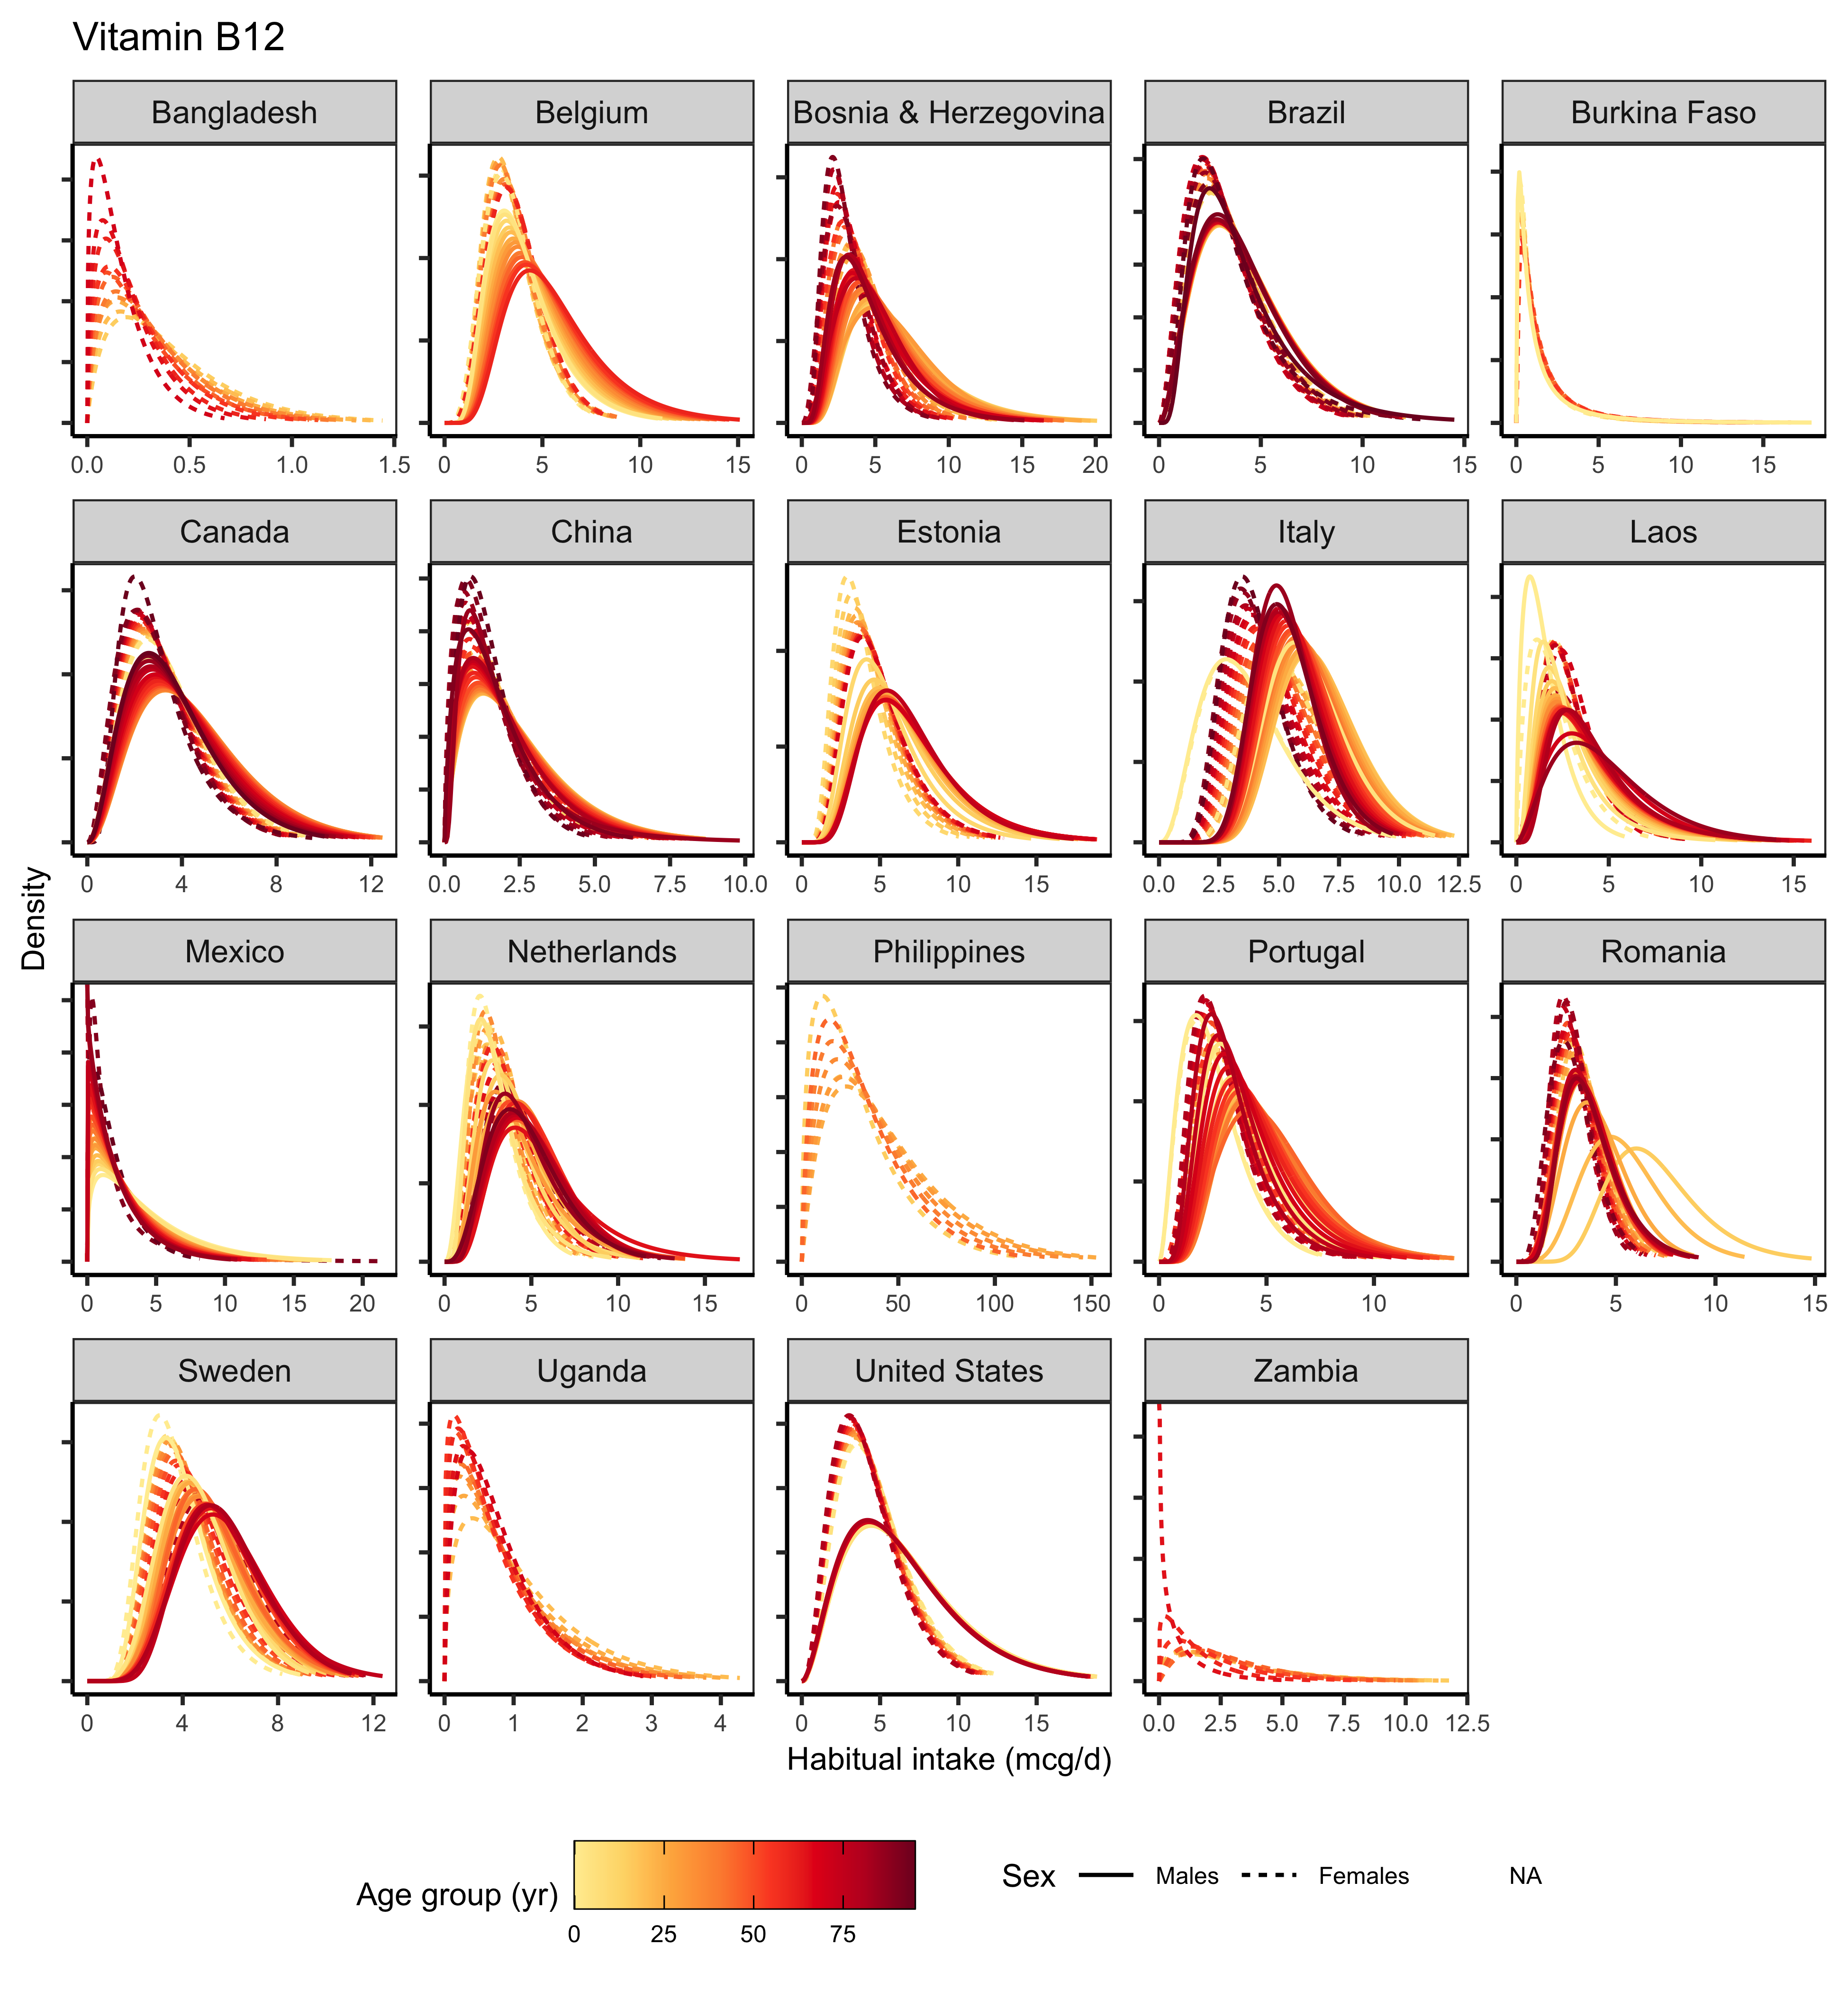 Vitamin B12
Bangladesh Belgium Bosnia & Herzegovina Brazil Burkina Faso
0.0 0.5 1.0 1.5 0 5 10 15 0 5 10 15 20 0 5 10 15 0 5 10 15
Canada China Estonia Italy Laos
0 4 8 12 0.0 2.5 5.0 7.5 10.0 0 5 10 15 0.0 2.5 5.0 7.5 10.0 12.5 0 5 10 15
Density
Mexico Netherlands Philippines Portugal Romania
0 5 10 15 20 0 5 10 15 0 50 100 150 0 5 10 0 5 10 15
Sweden Uganda United States Zambia
0 4 8 12 0 1 2 3 4 0 5 10 15 0.0 2.5 5.0 7.5 10.0 12.5
Habitual intake (mcg/d)
Age group (yr) Sex Males Females NA
0 25 50 75